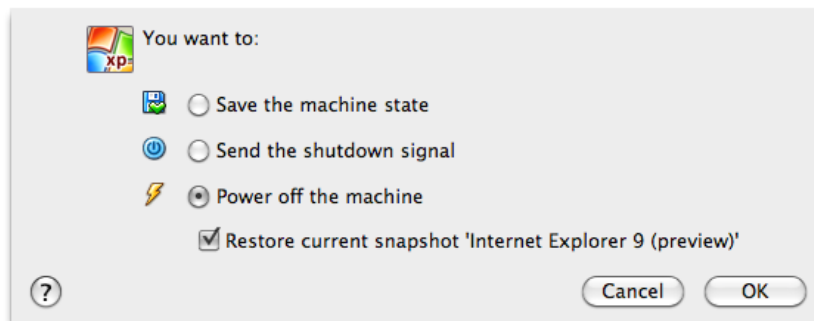 You want to:
xp
Save the machine state
Send the shutdown signal
Power off the machine
Restore current snapshot 'Internet Explorer 9 (preview)'
?
Cancel
OK